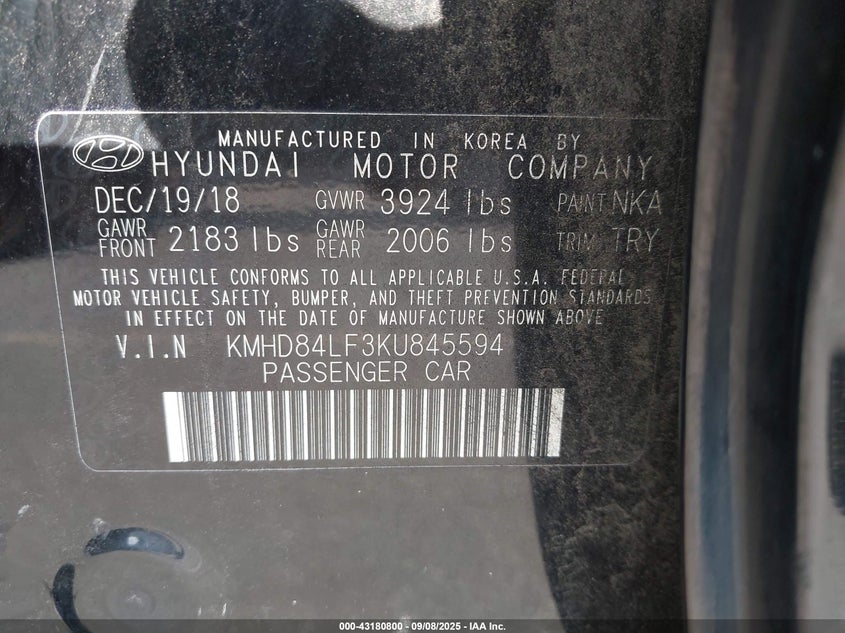 MANUFACTURED IN KOREA BY
HYUNDAI MOTOR COMPANY
DEC/19/18 GVWR 3924 lbs PAINT NKA
GAWR FRONT 2183 lbs GAWR REAR 2006 lbs TRIM TRY
THIS VEHICLE CONFORMS TO ALL APPLICABLE U.S.A. FEDERAL
MOTOR VEHICLE SAFETY, BUMPER, AND THEFT PREVENTION STANDARDS
IN EFFECT ON THE DATE OF MANUFACTURE SHOWN ABOVE
V.I.N KMHD84LF3KU845594
PASSENGER CAR
000-43180800 - 09/08/2025 - IAA Inc.